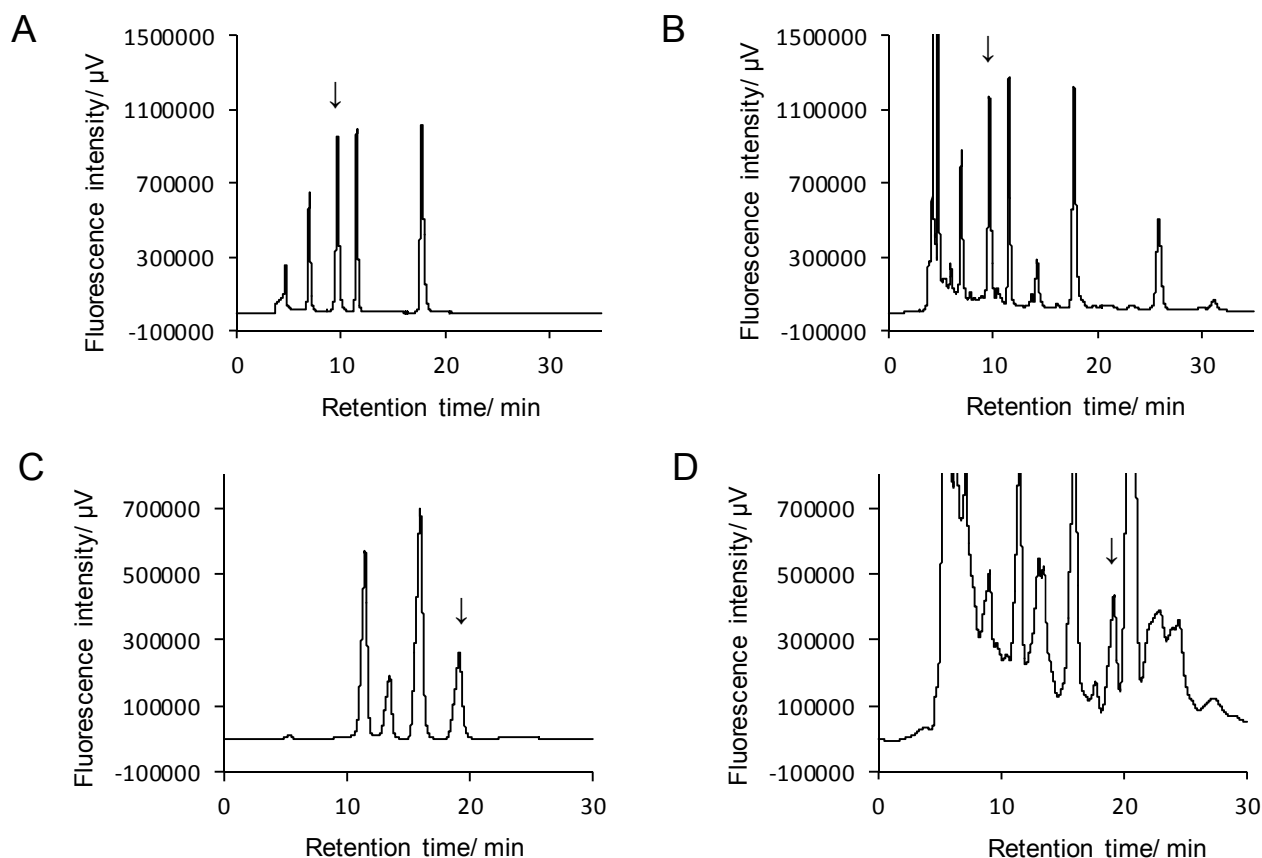 A
Fluorescence intensity/ μV
1500000
1100000
700000
300000
-100000
0 10 20 30
Retention time/ min
B
Fluorescence intensity/ μV
1500000
1100000
700000
300000
-100000
0 10 20 30
Retention time/ min
C
Fluorescence intensity/ μV
700000
500000
300000
100000
-100000
0 10 20 30
Retention time/ min
D
Fluorescence intensity/ μV
700000
500000
300000
100000
-100000
0 10 20 30
Retention time/ min